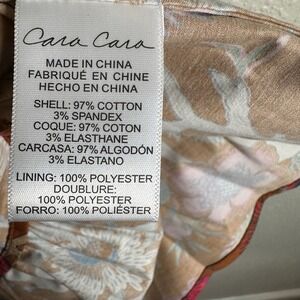 Cara Cara
MADE IN CHINA
FABRIQUÉ EN CHINE
HECHO EN CHINA
SHELL: 97% COTTON
3% SPANDEX
COQUE: 97% COTON
3% ELASTHANE
CARCASA: 97% ALGODÓN
3% ELASTANO
LINING: 100% POLYESTER
DOUBLURE:
100% POLYESTER
FORRO: 100% POLIÉSTER